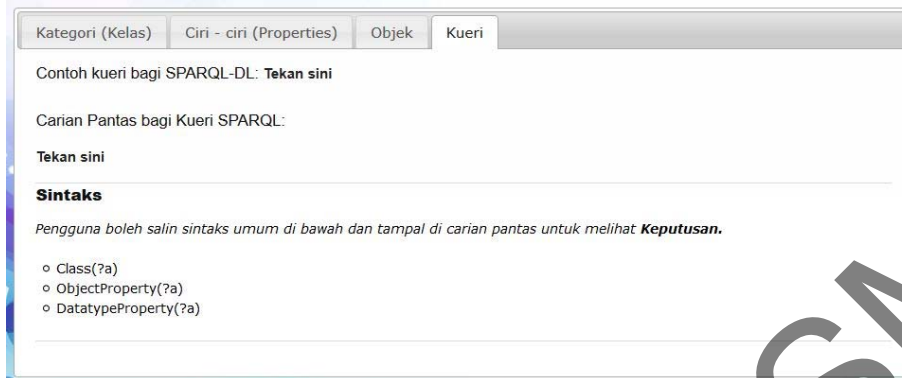 Kategori (Kelas) Ciri - ciri (Properties) Objek Kueri
Contoh kueri bagi SPARQL-DL: Tekan sini
Carian Pantas bagi Kueri SPARQL:
Tekan sini
Sintaks
Pengguna boleh salin sintaks umum di bawah dan tampal di carian pantas untuk melihat Keputusan.
Class(?a)
ObjectProperty(?a)
DatatypeProperty(?a)